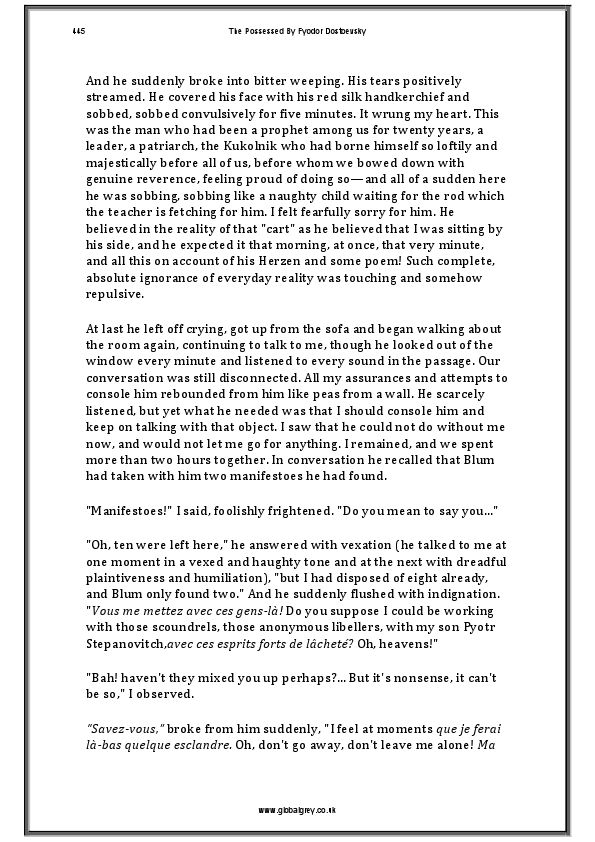 445
The Possessed By Fyodor Dostoevsky
And he suddenly broke into bitter weeping. His tears positively
streamed. He covered his face with his red silk handkerchief and
sobbed, sobbed convulsively for five minutes. It wrung my heart. This
was the man who had been a prophet among us for twenty years, a
leader, a patriarch, the Kukolnik who had borne himself so loftily and
majestically before all of us, before whom we bowed down with
genuine reverence, feeling proud of doing so—and all of a sudden here
he was sobbing, sobbing like a naughty child waiting for the rod which
the teacher is fetching for him. I felt fearfully sorry for him. He
believed in the reality of that "cart" as he believed that I was sitting by
his side, and he expected it that morning, at once, that very minute,
and all this on account of his Herzen and some poem! Such complete,
absolute ignorance of everyday reality was touching and somehow
repulsive.
At last he left off crying, got up from the sofa and began walking about
the room again, continuing to talk to me, though he looked out of the
window every minute and listened to every sound in the passage. Our
conversation was still disconnected. All my assurances and attempts to
console him rebounded from him like peas from a wall. He scarcely
listened, but yet what he needed was that I should console him and
keep on talking with that object. I saw that he could not do without me
now, and would not let me go for anything. I remained, and we spent
more than two hours together. In conversation he recalled that Blum
had taken with him two manifestoes he had found.
"Manifestoes!" I said, foolishly frightened. "Do you mean to say you..."
"Oh, ten were left here," he answered with vexation (he talked to me at
one moment in a vexed and haughty tone and at the next with dreadful
plaintiveness and humiliation), "but I had disposed of eight already,
and Blum only found two." And he suddenly flushed with indignation.
"Vous me mettez avec ces gens-là! Do you suppose I could be working
with those scoundrels, those anonymous libellers, with my son Pyotr
Stepanovitch,avec ces esprits forts de lâcheté? Oh, heavens!"
"Bah! haven't they mixed you up perhaps?... But it's nonsense, it can't
be so," I observed.
"Savez-vous," broke from him suddenly, "I feel at moments que je ferai
là-bas quelque esclandre. Oh, don't go away, don't leave me alone! Ma
www.globalgrey.co.uk